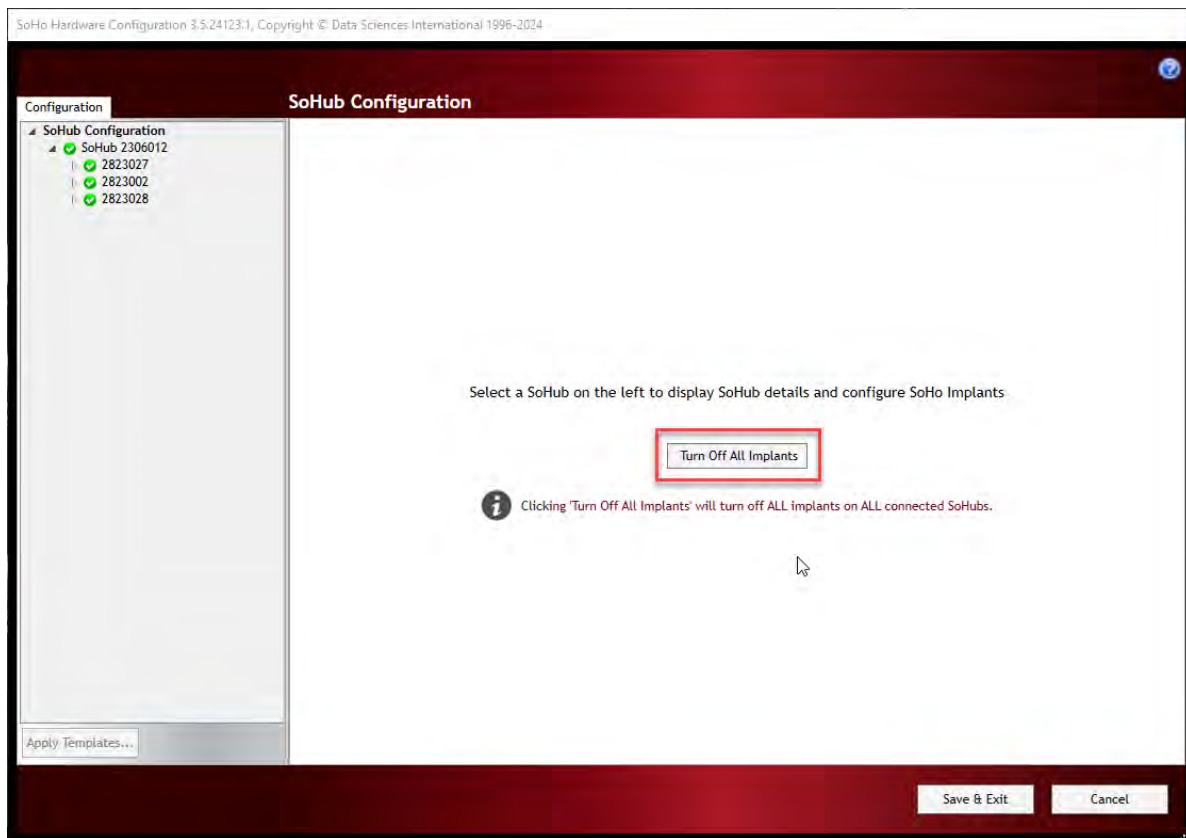 SoHo Hardware Configuration 3.5.24123.1, Copyright © Data Sciences International 1996-2024
Configuration
SoHub Configuration
SoHub Configuration
SoHub 2306012
2823027
2823002
2823028
Select a SoHub on the left to display SoHub details and configure SoHo Implants
Turn Off All Implants
Clicking 'Turn Off All Implants' will turn off ALL implants on ALL connected SoHubs.
Apply Templates...
Save & Exit
Cancel